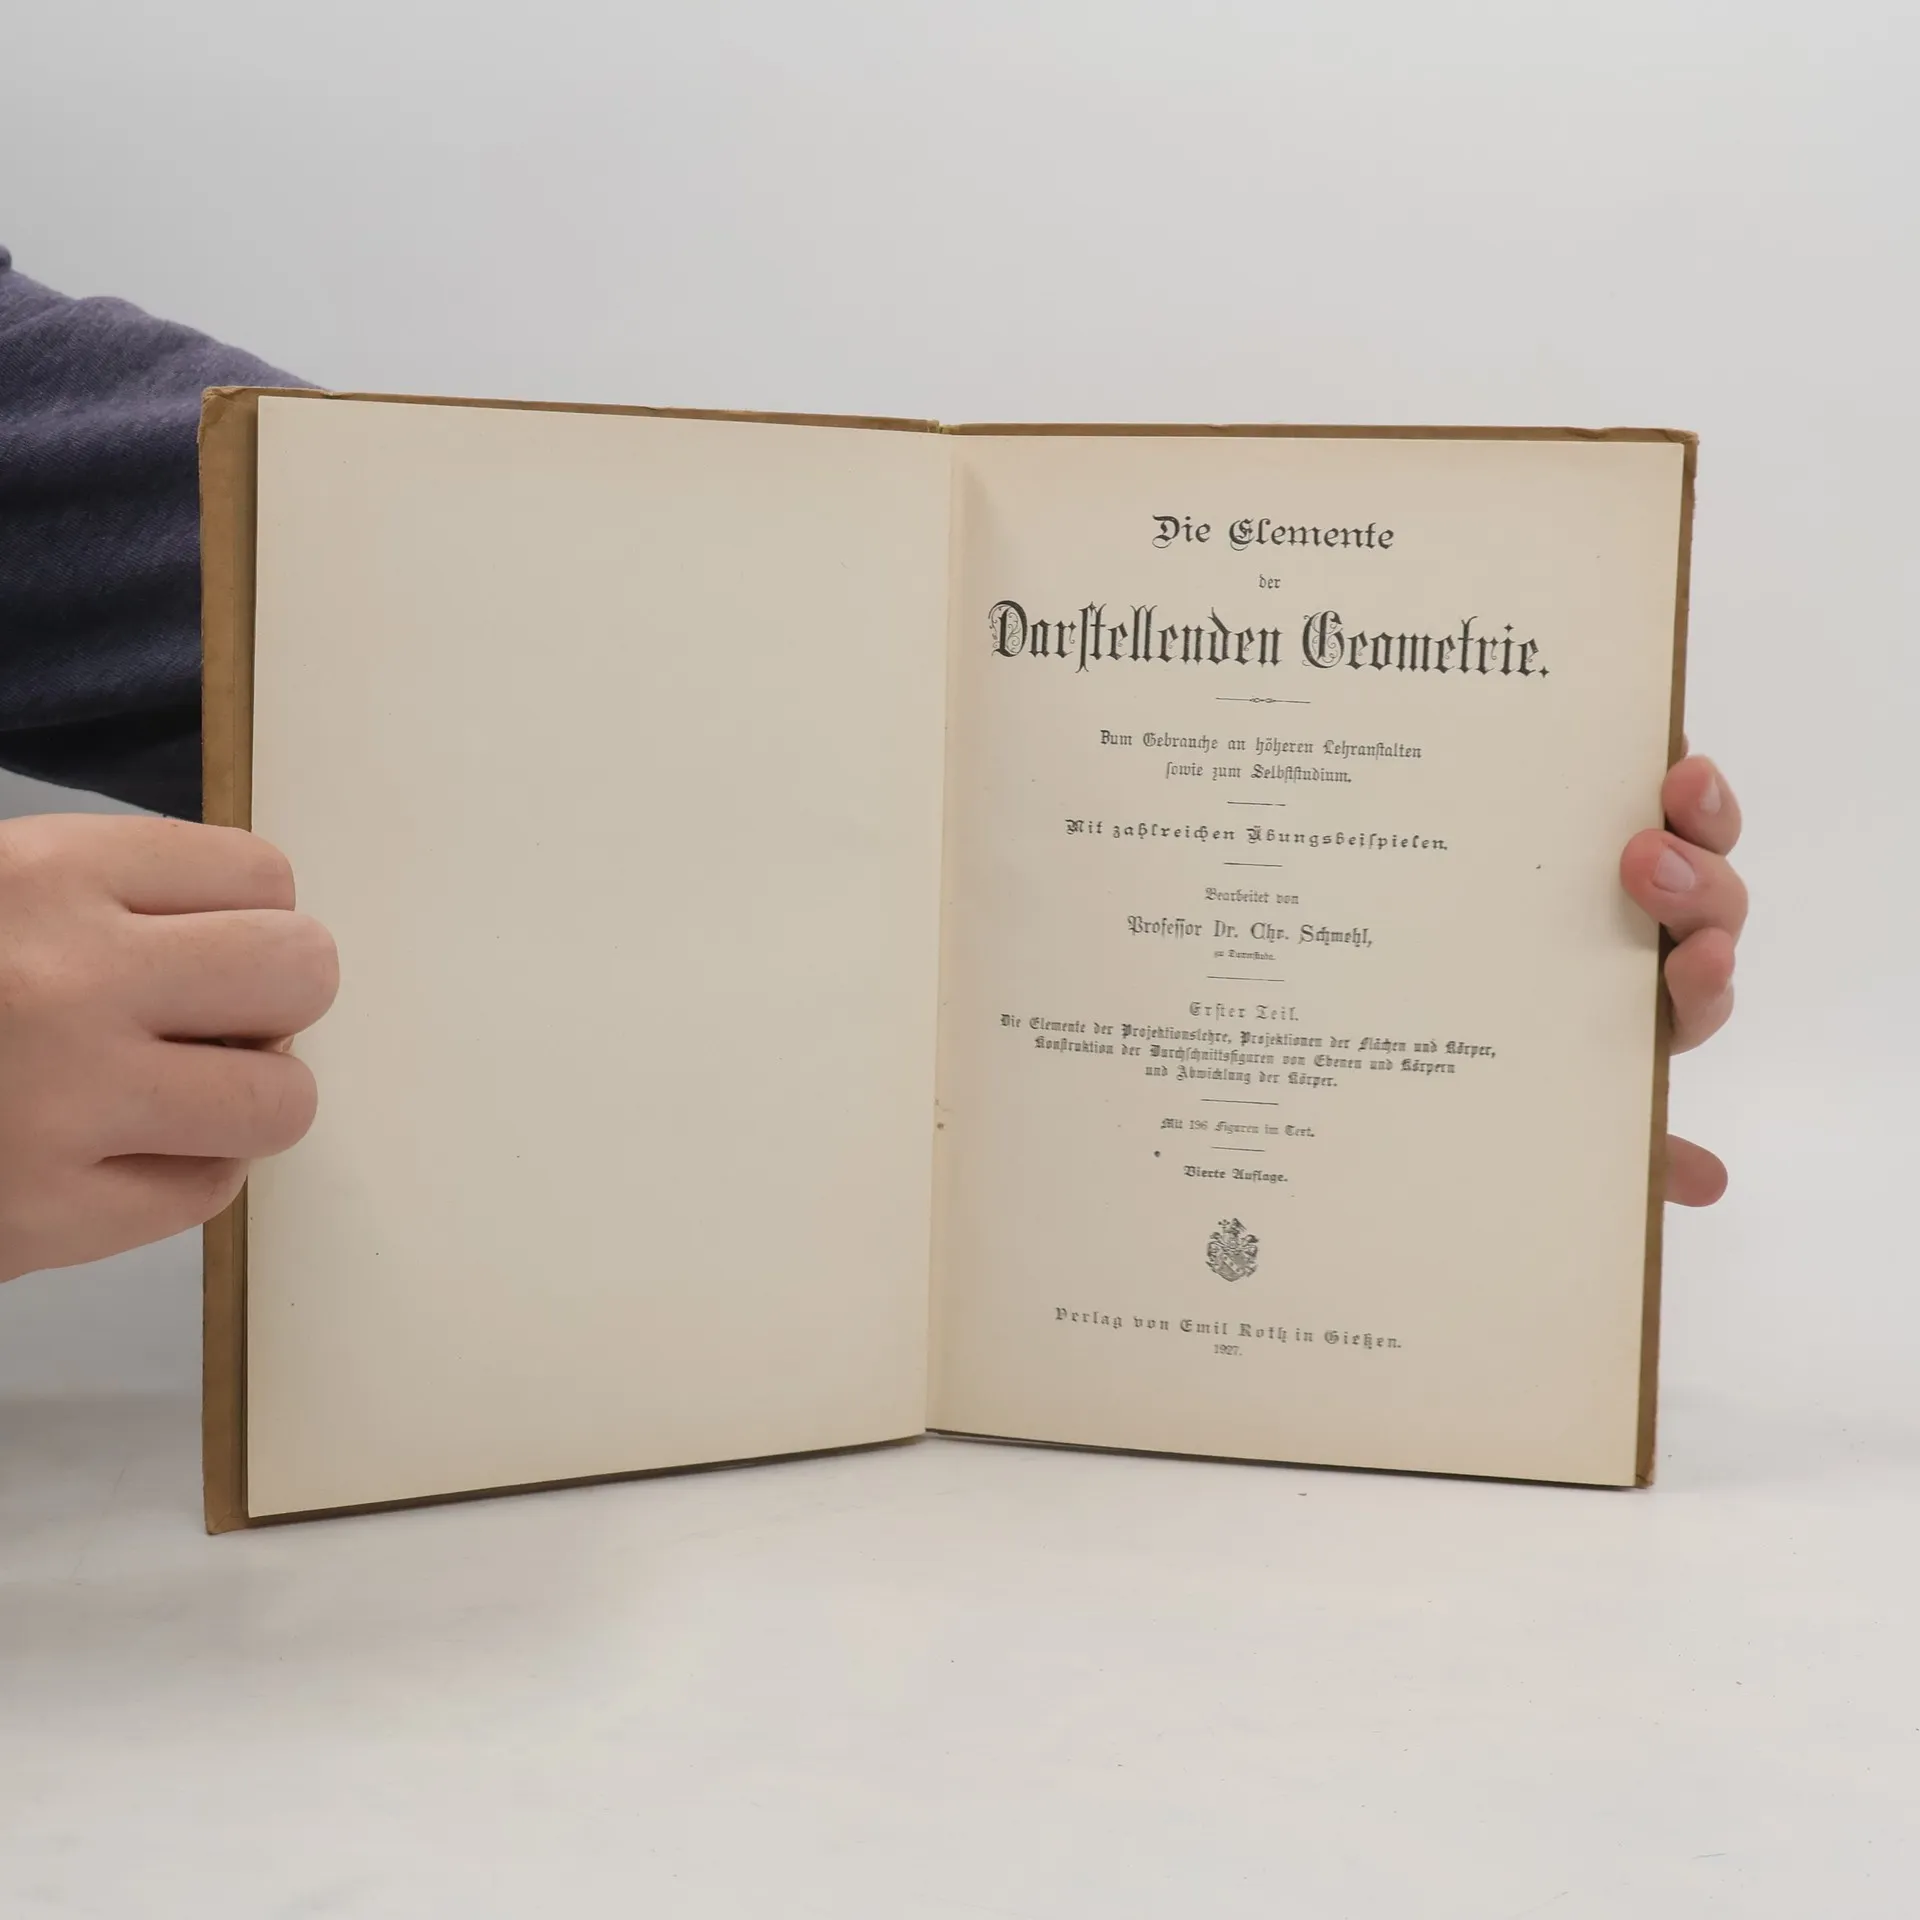 Die Elemente
der
Darstellenden Geometrie.
Zum Gebrauche an höheren Lehranstalten
sowie zum Selbststudium.
Mit zahlreichen Übungsbeispielen.
Bearbeitet von
Professor Dr. Chr. Schmehl,
zu Darmstadt.
Erster Teil.
Die Elemente der Projektionslehre, Projektionen der Flächen und Körper,
Konstruktion der Durchschnittsfiguren von Ebenen und Körpern
und Abwicklung der Körper.
Mit 196 Figuren im Text.
Vierte Auflage.
Verlag von Emil Roth in Gießen.
1927.